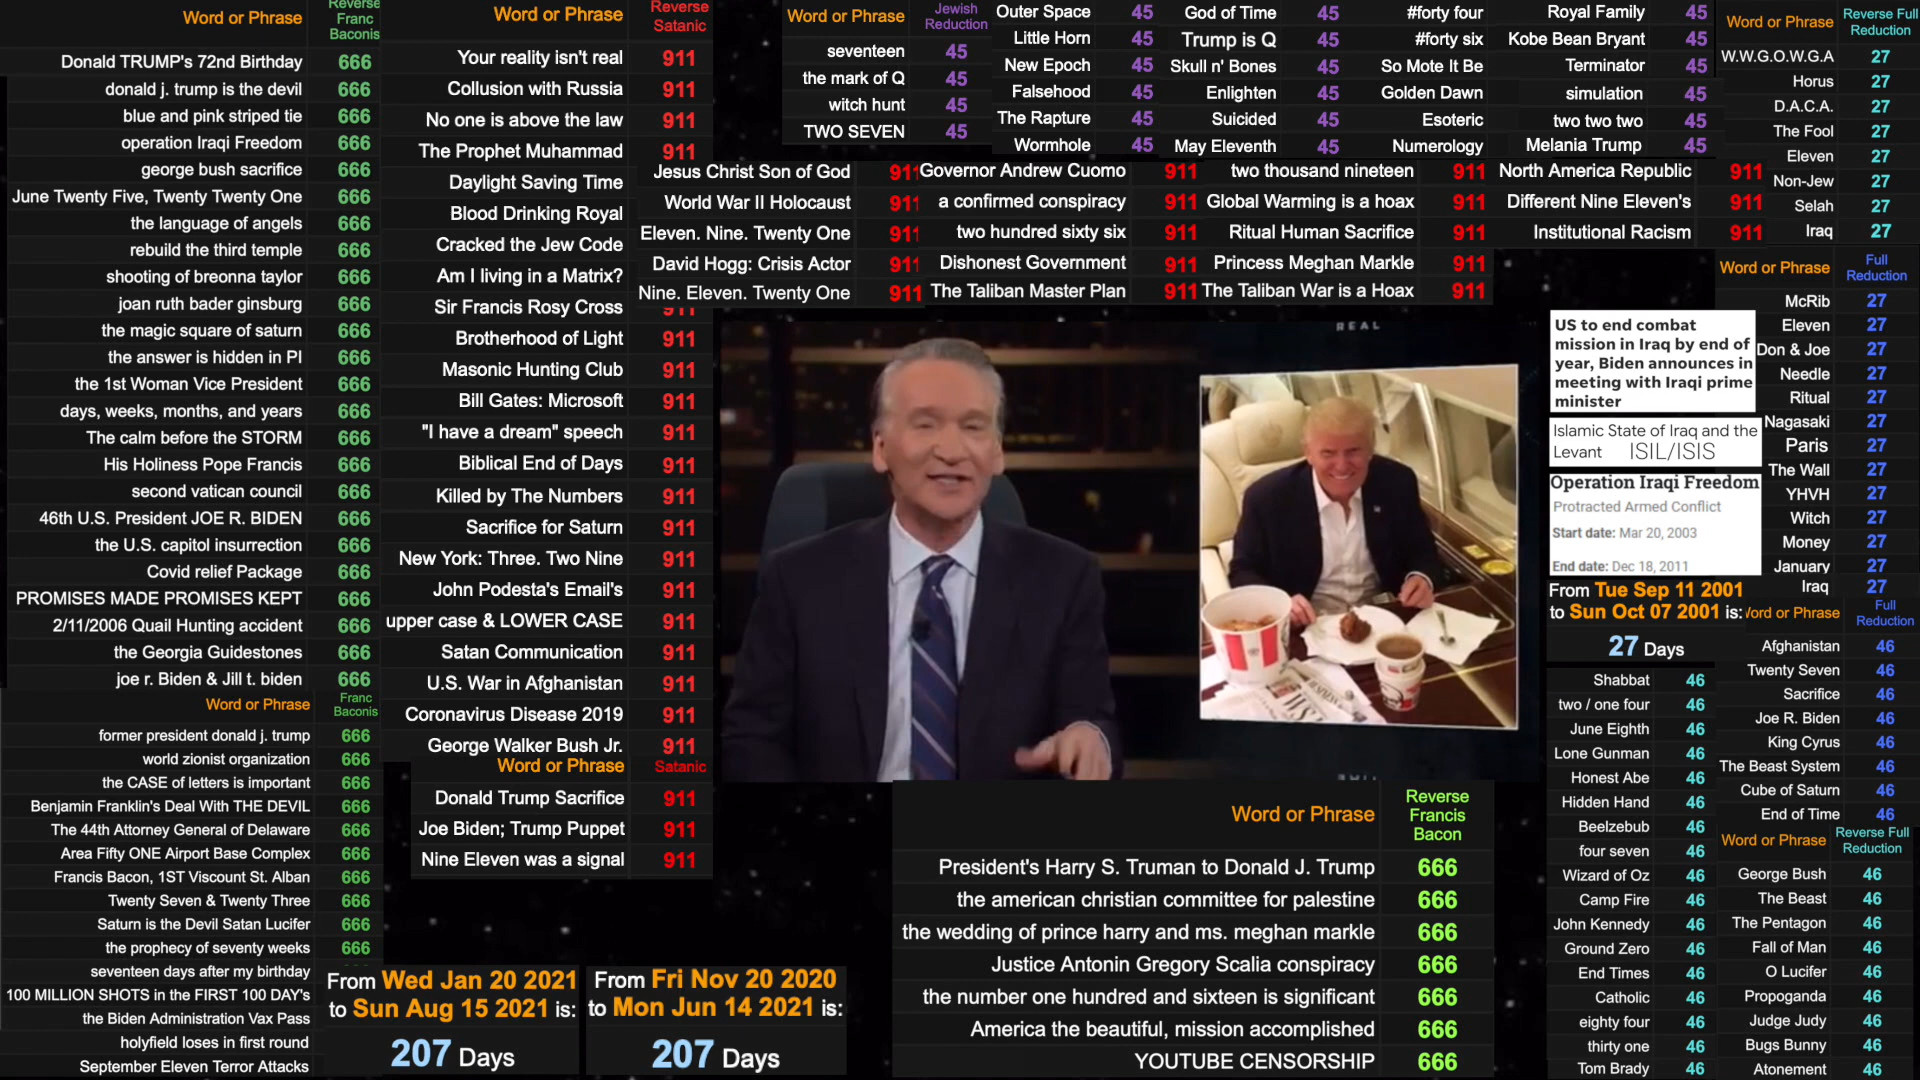 Word or Phrase Reverse Franc Baconis
Donald TRUMP's 72nd Birthday 666
donald j. trump is the devil 666
blue and pink striped tie 666
operation Iraqi Freedom 666
george bush sacrifice 666
June Twenty Five, Twenty Twenty One 666
the language of angels 666
rebuild the third temple 666
shooting of breonna taylor 666
joan ruth bader ginsburg 666
the magic square of saturn 666
the answer is hidden in PI 666
the 1st Woman Vice President 666
days, weeks, months, and years 666
The calm before the STORM 666
His Holiness Pope Francis 666
second vatican council 666
46th U.S. President JOE R. BIDEN 666
the U.S. capitol insurrection 666
Covid relief Package 666
PROMISES MADE PROMISES KEPT 666
2/11/2006 Quail Hunting accident 666
the Georgia Guidestones 666
joe r. Biden & Jill t. biden 666
Word or Phrase Franc Baconis
former president donald j. trump 666
world zionist organization 666
the CASE of letters is important 666
Benjamin Franklin's Deal With THE DEVIL 666
The 44th Attorney General of Delaware 666
Area Fifty ONE Airport Base Complex 666
Francis Bacon, 1ST Viscount St. Alban 666
Twenty Seven & Twenty Three 666
Saturn is the Devil Satan Lucifer 666
the prophecy of seventy weeks 666
seventeen days after my birthday
100 MILLION SHOTS in the FIRST 100 DAY's
the Biden Administration Vax Pass
holyfield loses in first round
September Eleven Terror Attacks
Word or Phrase Reverse Satanic
Your reality isn't real 911
Collusion with Russia 911
No one is above the law 911
The Prophet Muhammad 911
Daylight Saving Time
Blood Drinking Royal
Cracked the Jew Code
Am I living in a Matrix?
Sir Francis Rosy Cross 911
Brotherhood of Light 911
Masonic Hunting Club 911
Bill Gates: Microsoft 911
"I have a dream" speech 911
Biblical End of Days 911
Killed by The Numbers 911
Sacrifice for Saturn 911
New York: Three. Two Nine 911
John Podesta's Email's 911
upper case & LOWER CASE 911
Satan Communication 911
U.S. War in Afghanistan 911
Coronavirus Disease 2019 911
George Walker Bush Jr. 911
Word or Phrase Satanic
Donald Trump Sacrifice 911
Joe Biden; Trump Puppet 911
Nine Eleven was a signal 911
From Wed Jan 20 2021
to Sun Aug 15 2021 is:
207 Days
From Fri Nov 20 2020
to Mon Jun 14 2021 is:
207 Days
Word or Phrase Jewish Reduction
seventeen 45
the mark of Q 45
witch hunt 45
TWO SEVEN 45
Outer Space 45
Little Horn 45
New Epoch 45
Falsehood 45
The Rapture 45
Wormhole 45
God of Time 45
Trump is Q 45
Skull n' Bones 45
Enlighten 45
Suicided 45
May Eleventh 45
#forty four
#forty six
So Mote It Be
Golden Dawn
Esoteric
Numerology
Royal Family 45
Kobe Bean Bryant 45
Terminator 45
simulation 45
two two two 45
Melania Trump 45
Jesus Christ Son of God 911
World War II Holocaust 911
Eleven. Nine. Twenty One 911
David Hogg: Crisis Actor 911
Nine. Eleven. Twenty One 911
Governor Andrew Cuomo 911
a confirmed conspiracy 911
two hundred sixty six 911
Dishonest Government 911
The Taliban Master Plan 911
two thousand nineteen 911
Global Warming is a hoax 911
Ritual Human Sacrifice 911
Princess Meghan Markle 911
The Taliban War is a Hoax 911
North America Republic 911
Different Nine Eleven's 911
Institutional Racism 911
REAL
Word or Phrase Reverse Francis Bacon
President's Harry S. Truman to Donald J. Trump 666
the american christian committee for palestine 666
the wedding of prince harry and ms. meghan markle 666
Justice Antonin Gregory Scalia conspiracy 666
the number one hundred and sixteen is significant 666
America the beautiful, mission accomplished 666
YOUTUBE CENSORSHIP 666
US to end combat
mission in Iraq by end of
year, Biden announces in
meeting with Iraqi prime
minister
Islamic State of Iraq and the
Levant ISIL/ISIS
Operation Iraqi Freedom
Protracted Armed Conflict
Start date: Mar 20, 2003
End date: Dec 18, 2011
From Tue Sep 11 2001
to Sun Oct 07 2001 is:
27 Days
Shabbat 46
two / one four 46
June Eighth 46
Lone Gunman 46
Honest Abe 46
Hidden Hand 46
Beelzebub 46
four seven 46
Wizard of Oz 46
Camp Fire 46
John Kennedy 46
Ground Zero 46
End Times 46
Catholic 46
eighty four 46
thirty one 46
Tom Brady 46
Word or Phrase Reverse Full Reduction
W.W.G.O.W.G.A 27
Horus 27
D.A.C.A. 27
The Fool 27
Eleven 27
Non-Jew 27
Selah 27
Iraq 27
Word or Phrase Full Reduction
McRib 27
Eleven 27
Don & Joe 27
Needle 27
Ritual 27
Nagasaki 27
Paris 27
The Wall 27
YHVH 27
Witch 27
Money 27
January 27
Iraq 27
Word or Phrase Full Reduction
Afghanistan 46
Twenty Seven 46
Sacrifice 46
Joe R. Biden 46
King Cyrus 46
The Beast System 46
Cube of Saturn 46
End of Time 46
Word or Phrase Reverse Full Reduction
George Bush 46
The Beast 46
The Pentagon 46
Fall of Man 46
O Lucifer 46
Propoganda 46
Judge Judy 46
Bugs Bunny 46
Atonement 46